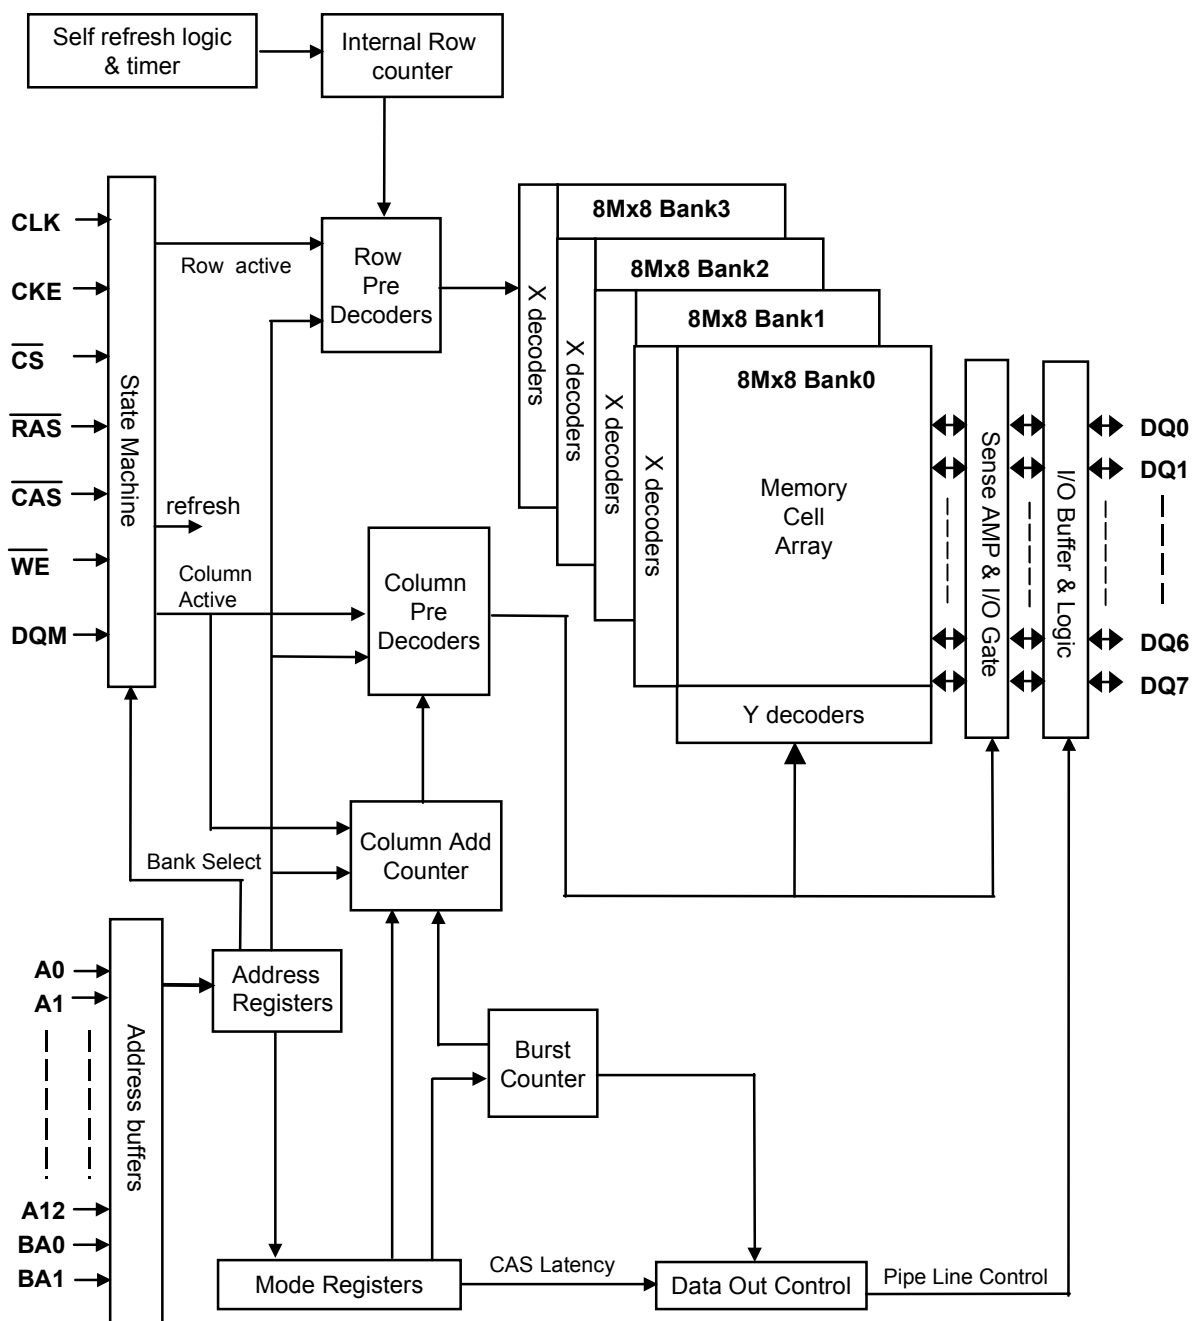 Self refresh logic
& timer
Internal Row
counter
CLK
CKE
CS
RAS
CAS
WE
DQM
State Machine
Row active
refresh
Column
Active
Bank Select
Row
Pre
Decoders
Column
Pre
Decoders
Column Add
Counter
8Mx8 Bank3
8Mx8 Bank2
8Mx8 Bank1
8Mx8 Bank0
X decoders
X decoders
X decoders
X decoders
Memory
Cell
Array
Y decoders
Sense AMP & I/O Gate
I/O Buffer & Logic
DQ0
DQ1
DQ6
DQ7
A0
A1
A12
BA0
BA1
Address buffers
Address
Registers
Burst
Counter
Mode Registers
CAS Latency
Data Out Control
Pipe Line Control